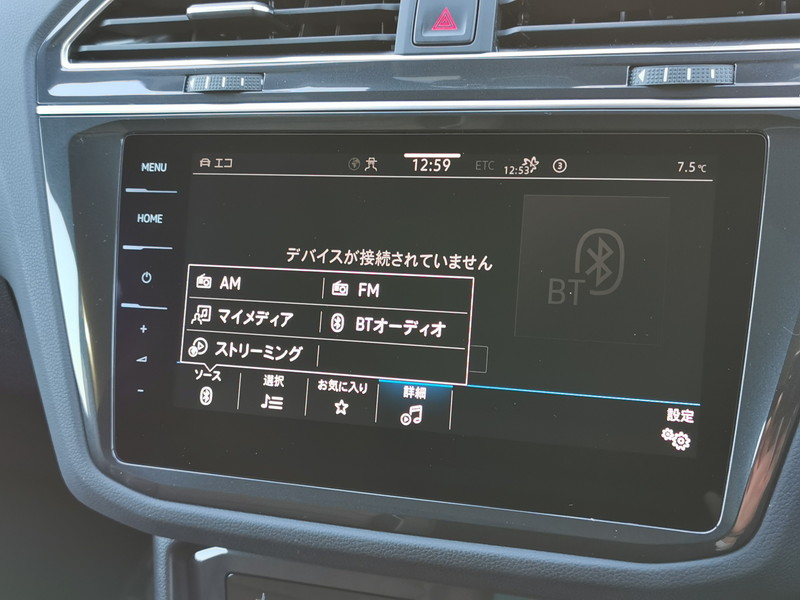 MENU
HOME
+
-
エコ
12:59
ETC
12:53
3
7.5℃
デバイスが接続されていません
BT
AM
FM
マイメディア
BTオーディオ
ストリーミング
ソース
選択
お気に入り
詳細
設定